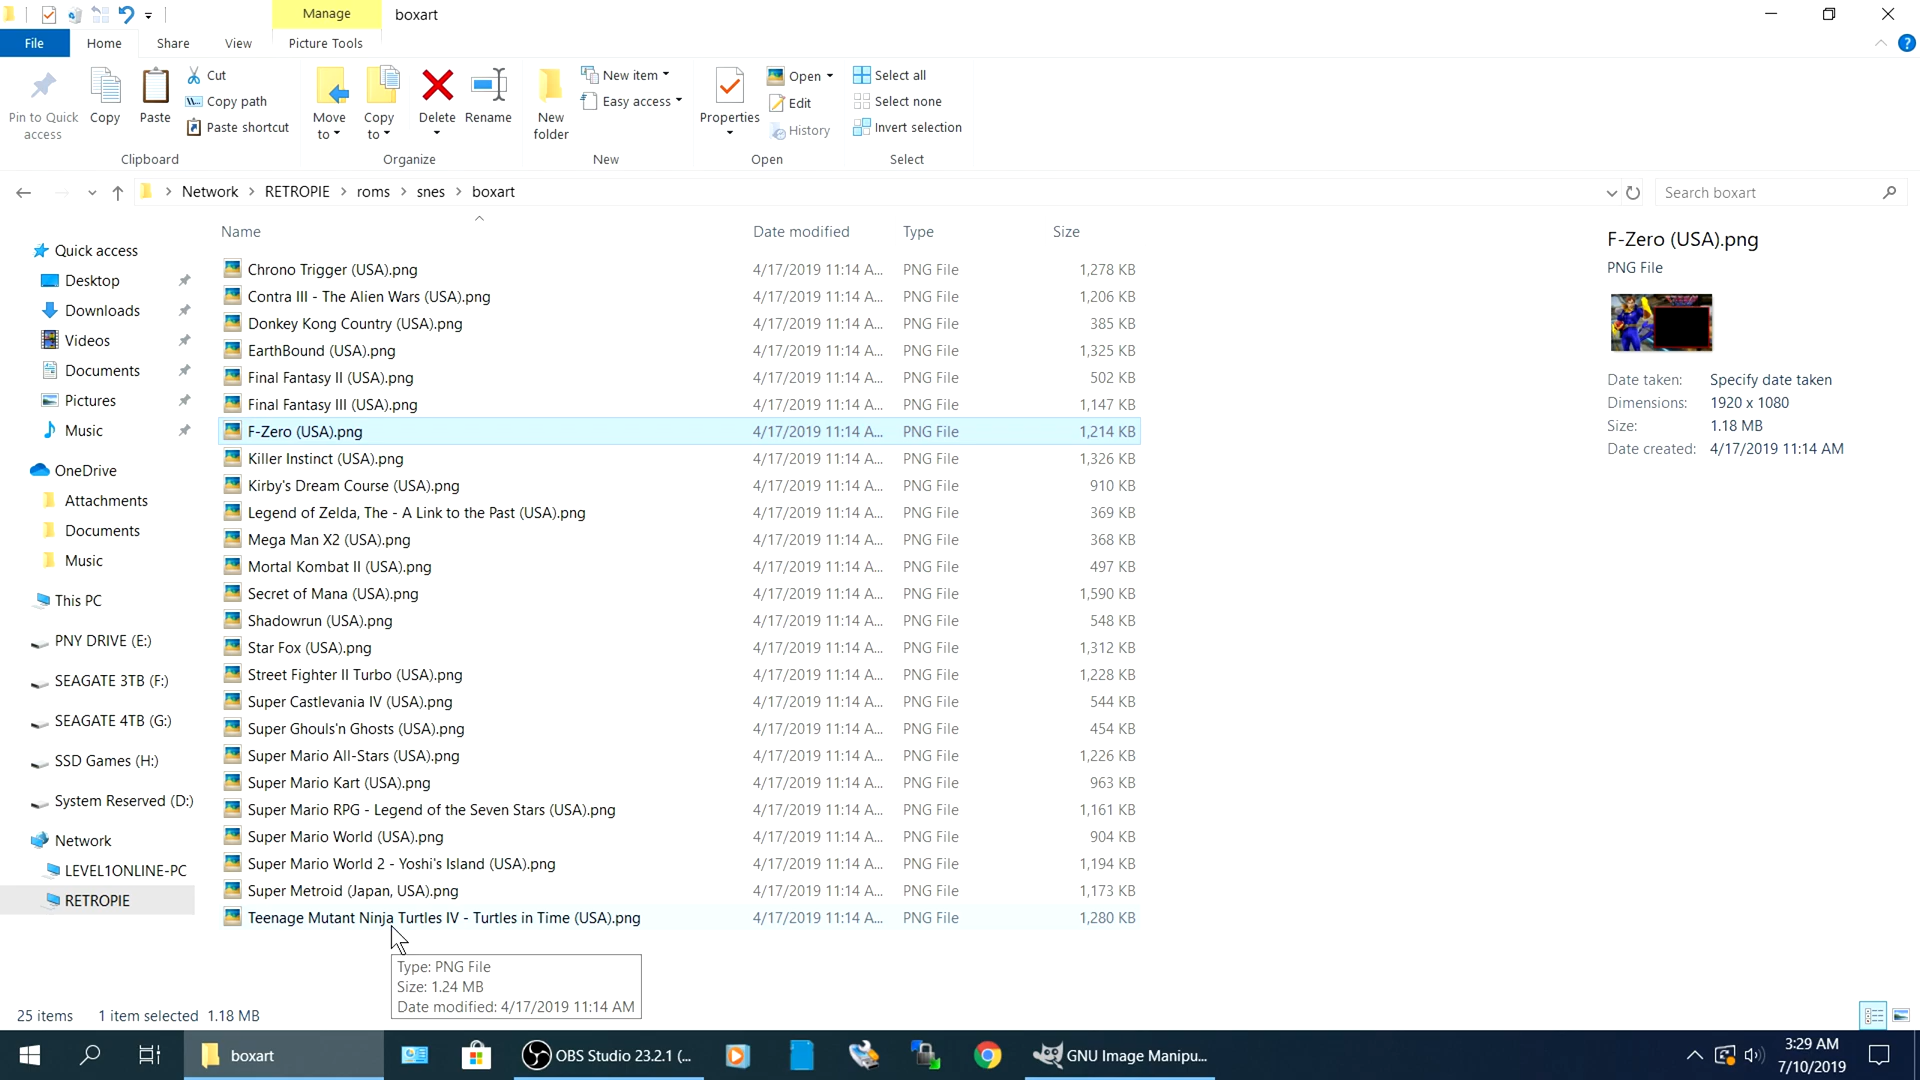 Manage
boxart
File
Home
Share
View
Picture Tools
Pin to Quick access
Copy
Paste
Cut
Copy path
Paste shortcut
Clipboard
Move to
Copy to
Delete
Rename
Organize
New folder
New item
Easy access
New
Properties
Open
Edit
History
Open
Select all
Select none
Invert selection
Select
Network > RETROPIE > roms > snes > boxart
Search boxart
Quick access
Desktop
Downloads
Videos
Documents
Pictures
Music
OneDrive
Attachments
Documents
Music
This PC
PNY DRIVE (E:)
SEAGATE 3TB (F:)
SEAGATE 4TB (G:)
SSD Games (H:)
System Reserved (D:)
Network
LEVEL1ONLINE-PC
RETROPIE
Name Date modified Type Size
Chrono Trigger (USA).png 4/17/2019 11:14 A... PNG File 1,278 KB
Contra III - The Alien Wars (USA).png 4/17/2019 11:14 A... PNG File 1,206 KB
Donkey Kong Country (USA).png 4/17/2019 11:14 A... PNG File 385 KB
EarthBound (USA).png 4/17/2019 11:14 A... PNG File 1,325 KB
Final Fantasy II (USA).png 4/17/2019 11:14 A... PNG File 502 KB
Final Fantasy III (USA).png 4/17/2019 11:14 A... PNG File 1,147 KB
F-Zero (USA).png 4/17/2019 11:14 A... PNG File 1,214 KB
Killer Instinct (USA).png 4/17/2019 11:14 A... PNG File 1,326 KB
Kirby's Dream Course (USA).png 4/17/2019 11:14 A... PNG File 910 KB
Legend of Zelda, The - A Link to the Past (USA).png 4/17/2019 11:14 A... PNG File 369 KB
Mega Man X2 (USA).png 4/17/2019 11:14 A... PNG File 368 KB
Mortal Kombat II (USA).png 4/17/2019 11:14 A... PNG File 497 KB
Secret of Mana (USA).png 4/17/2019 11:14 A... PNG File 1,590 KB
Shadowrun (USA).png 4/17/2019 11:14 A... PNG File 548 KB
Star Fox (USA).png 4/17/2019 11:14 A... PNG File 1,312 KB
Street Fighter II Turbo (USA).png 4/17/2019 11:14 A... PNG File 1,228 KB
Super Castlevania IV (USA).png 4/17/2019 11:14 A... PNG File 544 KB
Super Ghouls'n Ghosts (USA).png 4/17/2019 11:14 A... PNG File 454 KB
Super Mario All-Stars (USA).png 4/17/2019 11:14 A... PNG File 1,226 KB
Super Mario Kart (USA).png 4/17/2019 11:14 A... PNG File 963 KB
Super Mario RPG - Legend of the Seven Stars (USA).png 4/17/2019 11:14 A... PNG File 1,161 KB
Super Mario World (USA).png 4/17/2019 11:14 A... PNG File 904 KB
Super Mario World 2 - Yoshi's Island (USA).png 4/17/2019 11:14 A... PNG File 1,194 KB
Super Metroid (Japan, USA).png 4/17/2019 11:14 A... PNG File 1,173 KB
Teenage Mutant Ninja Turtles IV - Turtles in Time (USA).png 4/17/2019 11:14 A... PNG File 1,280 KB
Type: PNG File
Size: 1.24 MB
Date modified: 4/17/2019 11:14 AM
F-Zero (USA).png
PNG File
Date taken: Specify date taken
Dimensions: 1920 x 1080
Size: 1.18 MB
Date created: 4/17/2019 11:14 AM
25 items 1 item selected 1.18 MB
boxart
OBS Studio 23.2.1 (...
GNU Image Manipu...
3:29 AM
7/10/2019